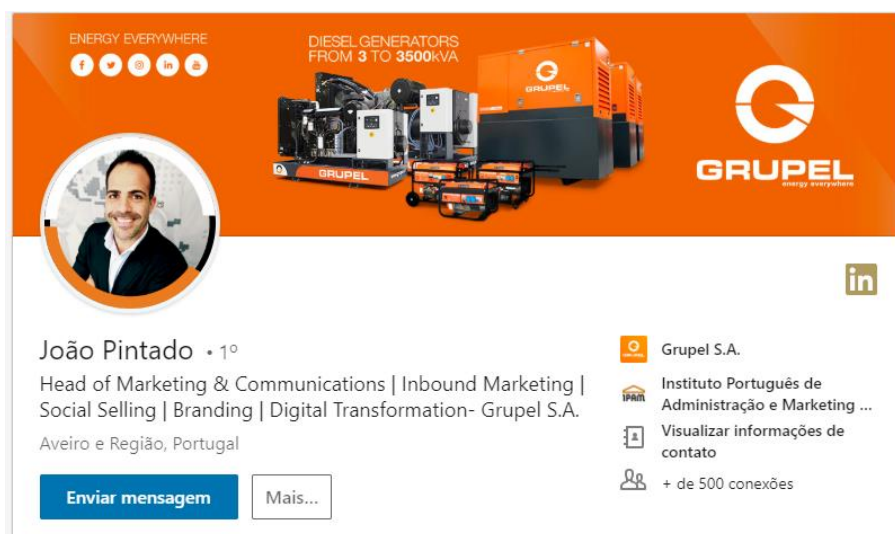 ENERGY EVERYWHERE
DIESEL GENERATORS
FROM 3 TO 3500kVA
GRUPEL
GRUPEL
GRUPEL
energy everywhere
in
João Pintado • 1º
Head of Marketing & Communications | Inbound Marketing |
Social Selling | Branding | Digital Transformation- Grupel S.A.
Aveiro e Região, Portugal
Enviar mensagem
Mais...
Grupel S.A.
IPAM
Instituto Português de
Administração e Marketing ...
Visualizar informações de
contato
+ de 500 conexões